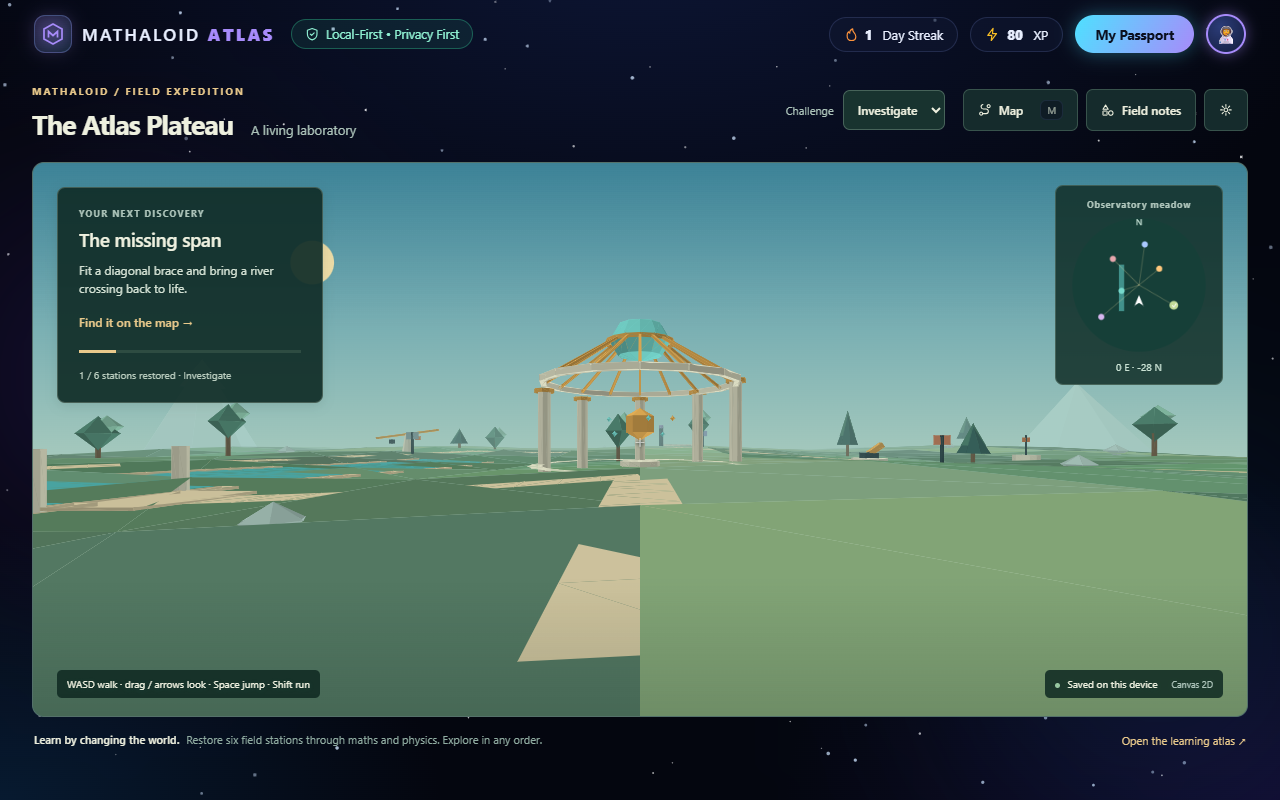 MATHALOID ATLAS
Local-First • Privacy First
1 Day Streak
80 XP
My Passport
MATHALOID / FIELD EXPEDITION
The Atlas Plateau
A living laboratory
Challenge
Investigate
Map M
Field notes
YOUR NEXT DISCOVERY
The missing span
Fit a diagonal brace and bring a river
crossing back to life.
Find it on the map →
1 / 6 stations restored · Investigate
Observatory meadow
N
0 E · -28 N
WASD walk · drag / arrows look · Space jump · Shift run
Saved on this device Canvas 2D
Learn by changing the world. Restore six field stations through maths and physics. Explore in any order.
Open the learning atlas ↗